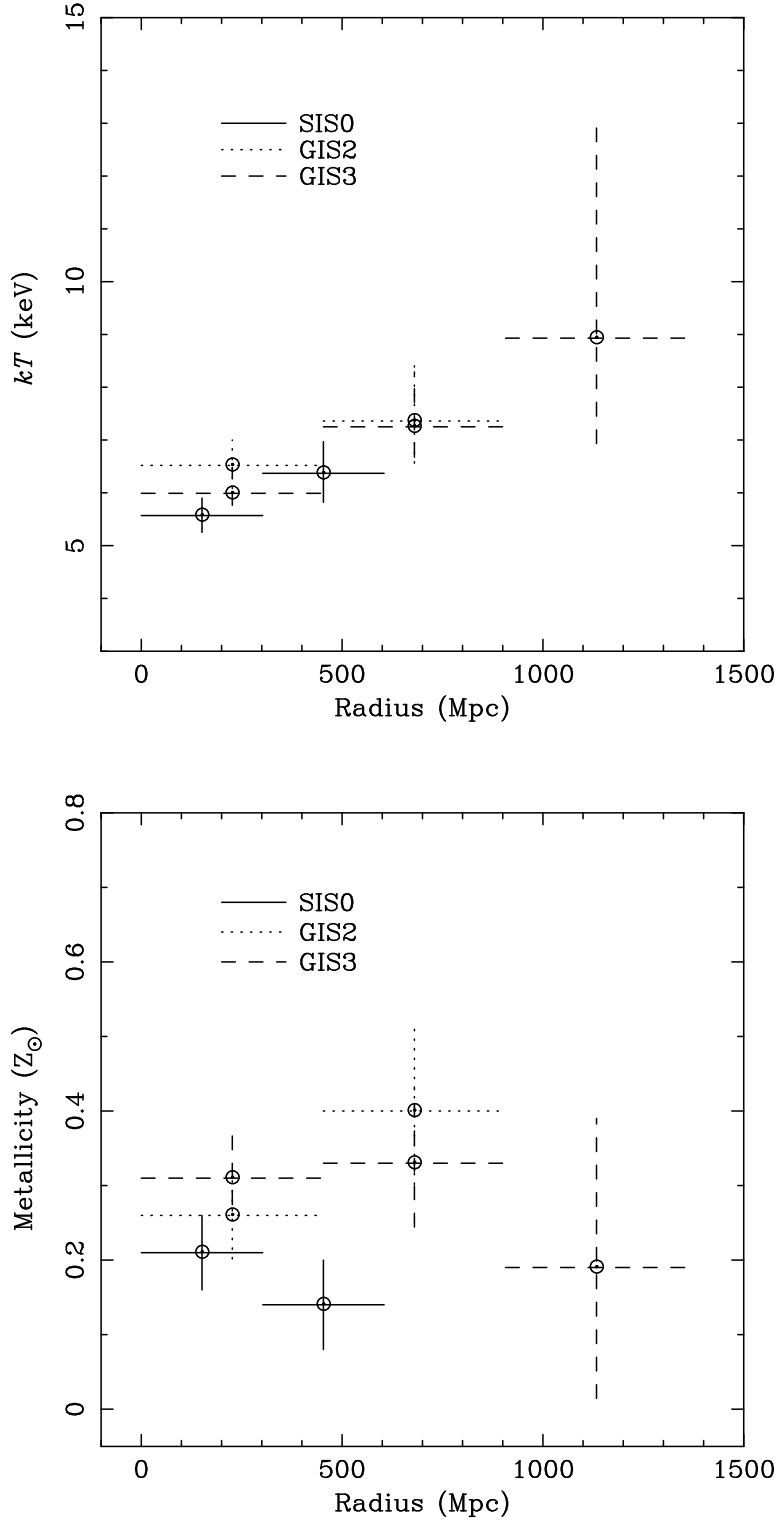 15
10
5
kT (keV)
SIS0
GIS2
GIS3
0 500 1000 1500
Radius (Mpc)
0.8
0.6
0.4
0.2
0
Metallicity (Z⊙)
SIS0
GIS2
GIS3
0 500 1000 1500
Radius (Mpc)